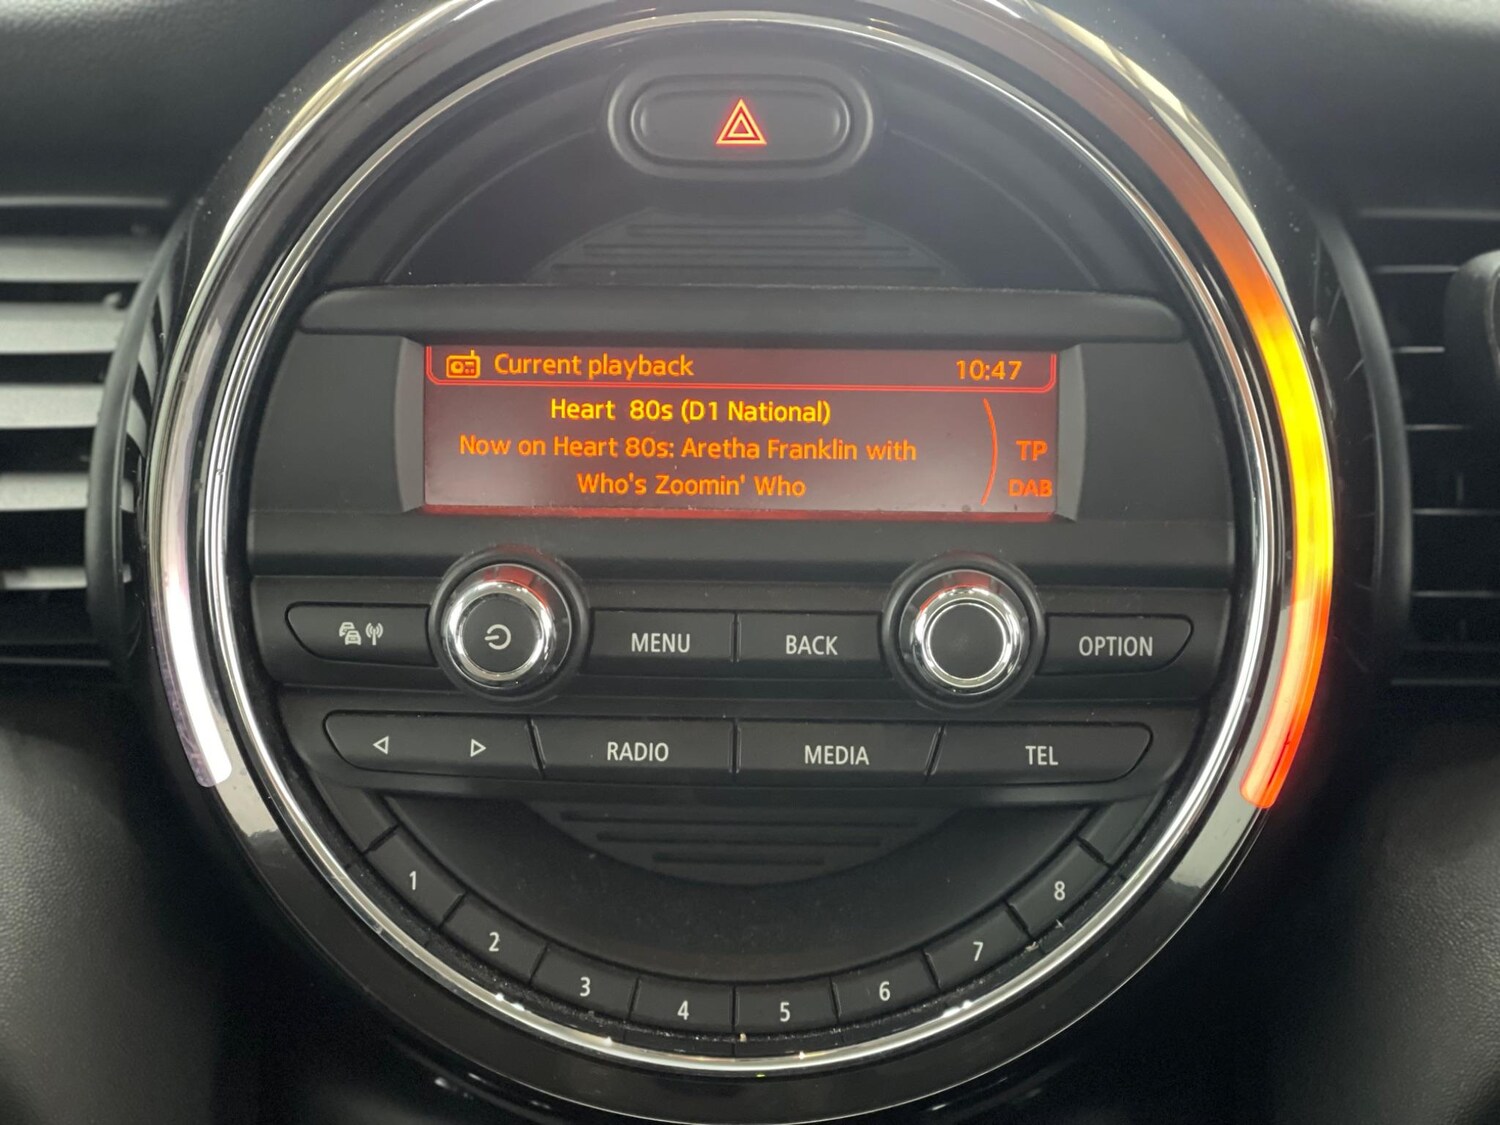 Current playback 10:47
Heart 80s (D1 National)
Now on Heart 80s: Aretha Franklin with
Who's Zoomin' Who
TP
DAB
MENU
BACK
OPTION
RADIO
MEDIA
TEL
1
2
3
4
5
6
7
8